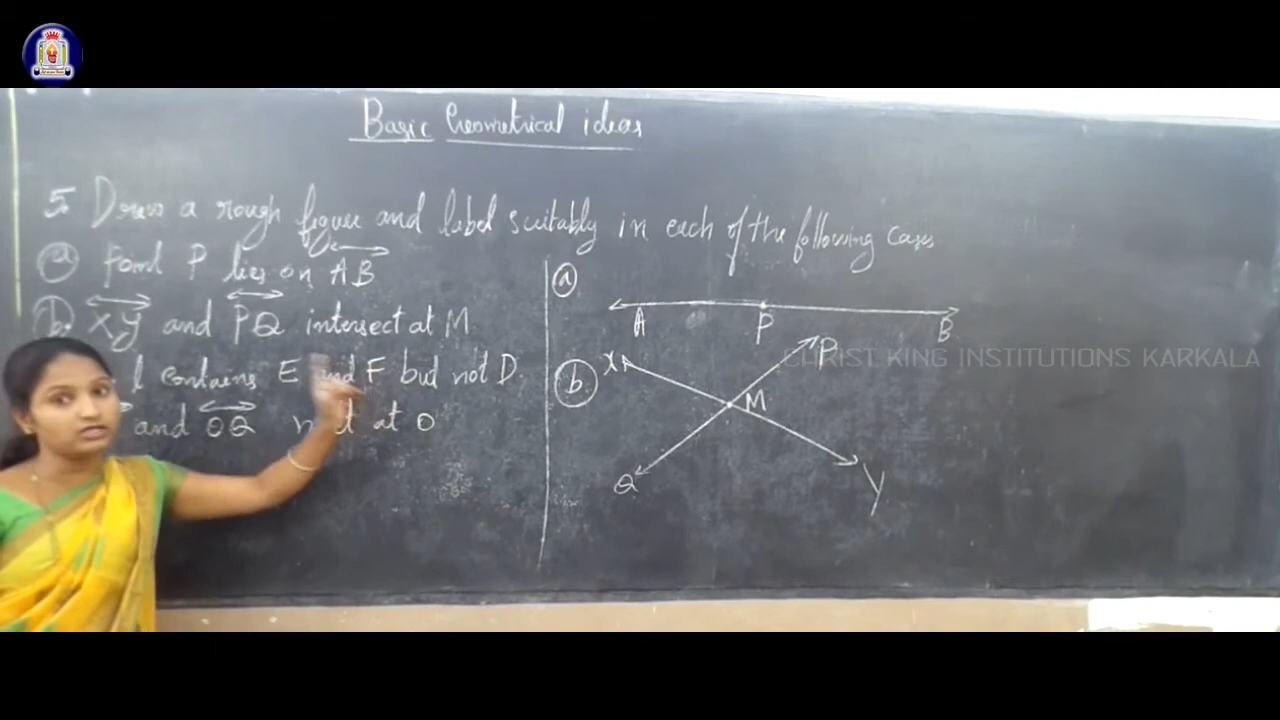 Basic Geometrical ideas
5. Draw a rough figure and label suitably in each of the following cases
(a) Point P lies on AB
(b) XY and PQ intersect at M
l contains E and F but not D.
and OQ at O
(a)
A P B
(b)
X P
M
Q Y
CHRIST KING INSTITUTIONS KARKALA